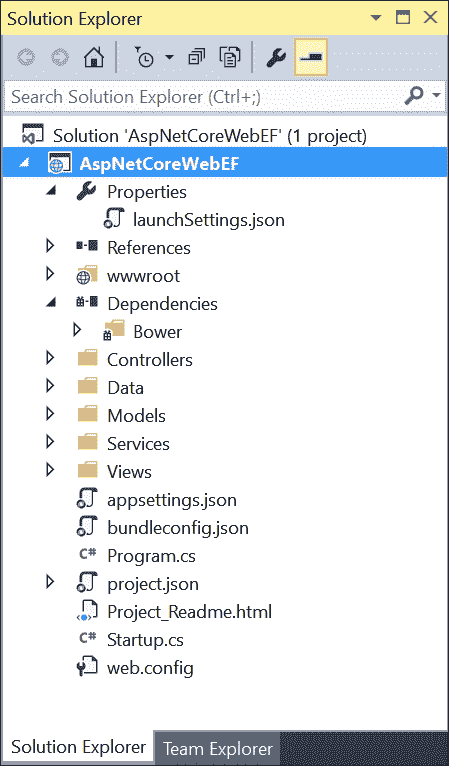 Solution Explorer
Search Solution Explorer (Ctrl+;)
Solution 'AspNetCoreWebEF' (1 project)
AspNetCoreWebEF
Properties
launchSettings.json
References
wwwroot
Dependencies
Bower
Controllers
Data
Models
Services
Views
appsettings.json
bundleconfig.json
C# Program.cs
project.json
Project_Readme.html
C# Startup.cs
web.config
Solution Explorer Team Explorer